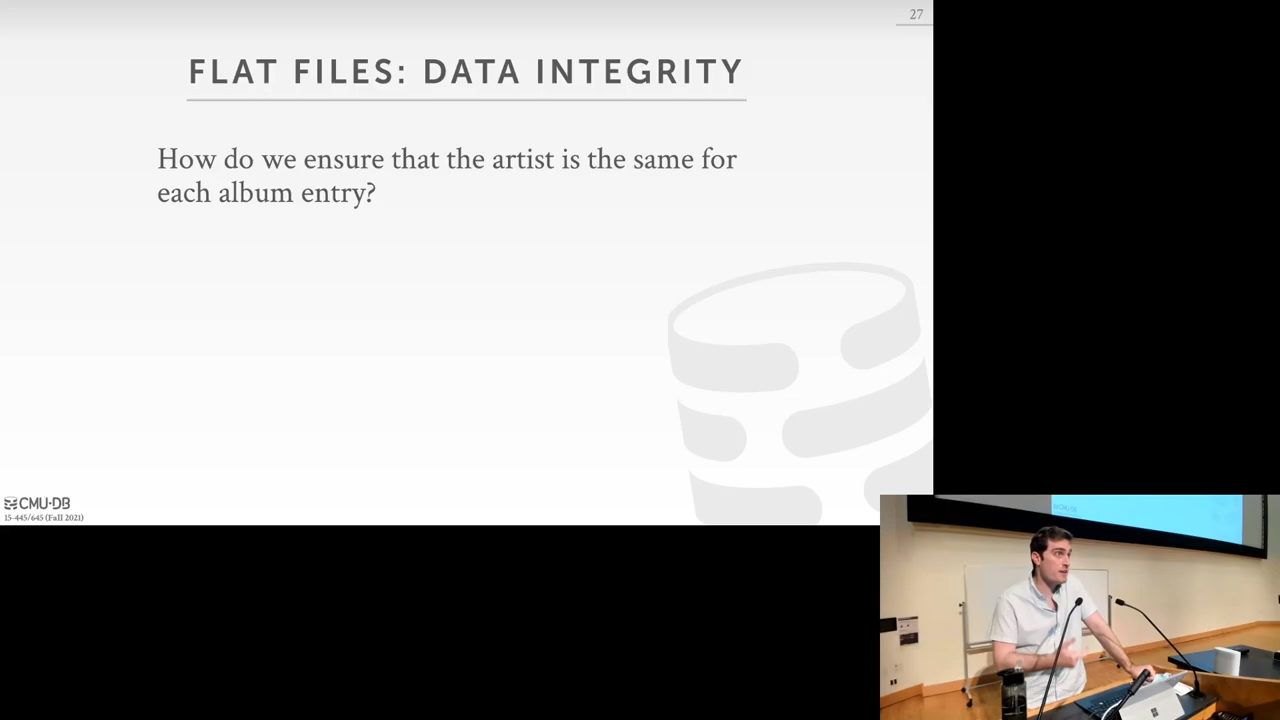 27
FLAT FILES: DATA INTEGRITY
How do we ensure that the artist is the same for
each album entry?
CMU·DB
15-445/645 (Fall 2021)